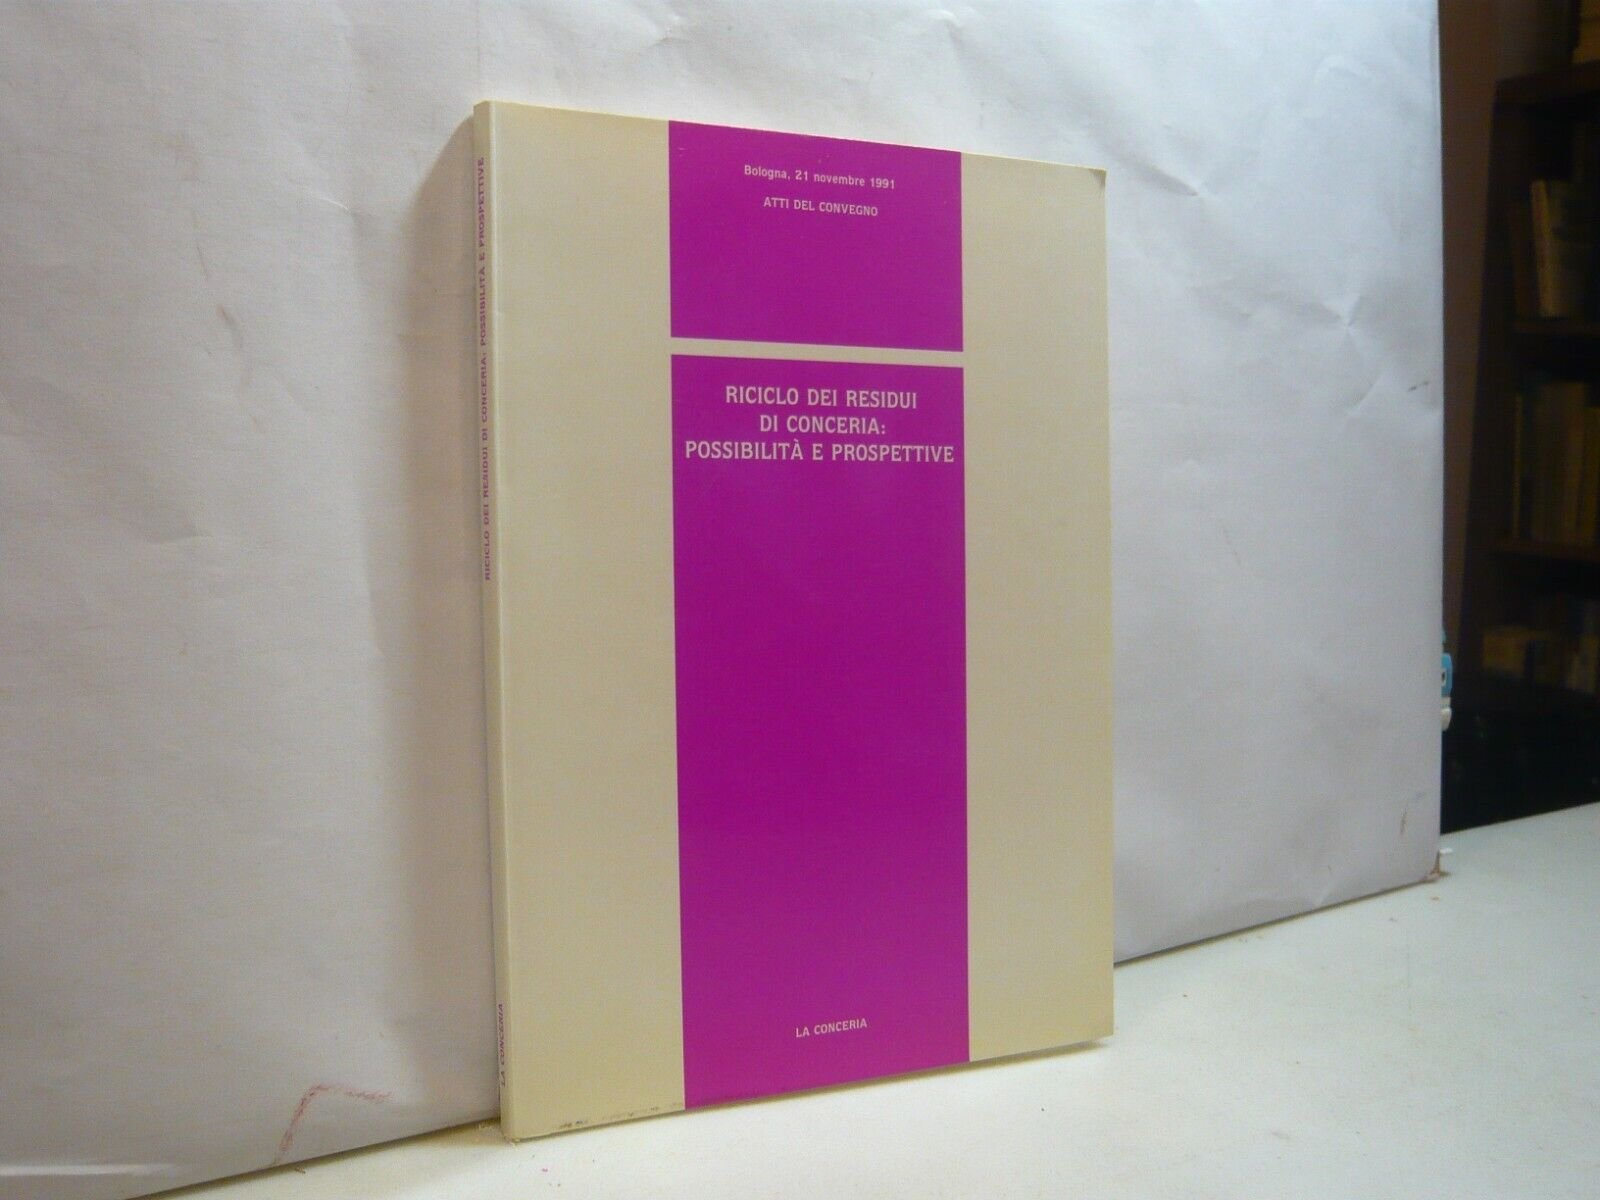 Bologna, 21 novembre 1991
ATTI DEL CONVEGNO
RICICLO DEI RESIDUI
DI CONCERIA:
POSSIBILITÀ E PROSPETTIVE
LA CONCERIA
RICICLO DEI RESIDUI DI CONCERIA: POSSIBILITÀ E PROSPETTIVE
LA CONCERIA